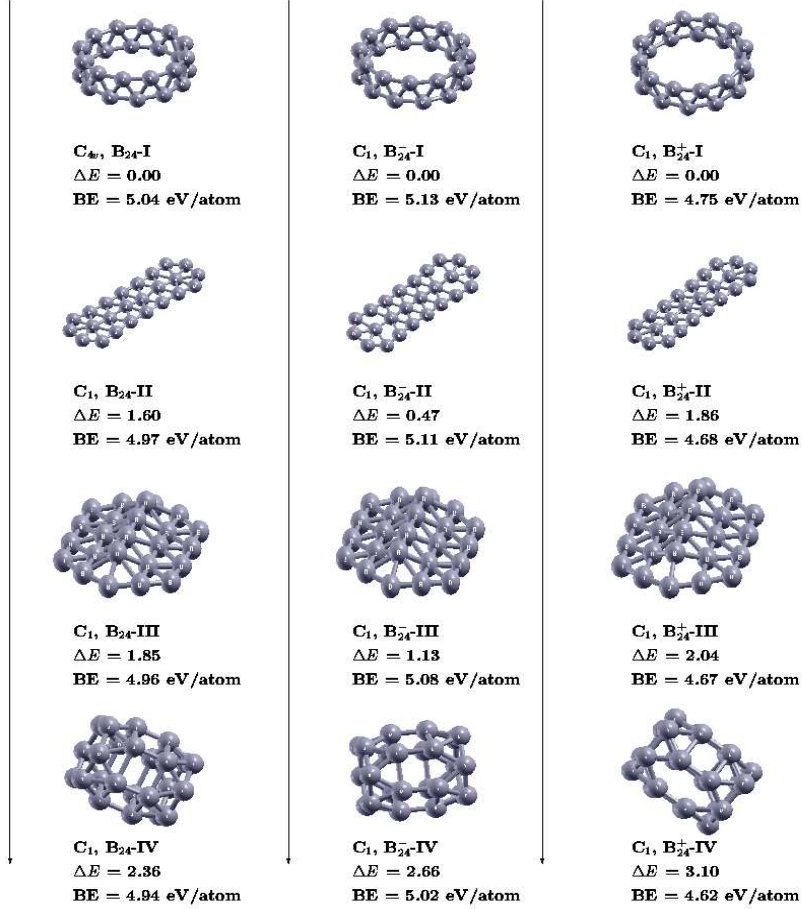 C₄ᵥ, B₂₄-I
ΔE = 0.00
BE = 5.04 eV/atom
C₁, B₂₄⁻-I
ΔE = 0.00
BE = 5.13 eV/atom
C₁, B₂₄⁺-I
ΔE = 0.00
BE = 4.75 eV/atom
C₁, B₂₄-II
ΔE = 1.60
BE = 4.97 eV/atom
C₁, B₂₄⁻-II
ΔE = 0.47
BE = 5.11 eV/atom
C₁, B₂₄⁺-II
ΔE = 1.86
BE = 4.68 eV/atom
C₁, B₂₄-III
ΔE = 1.85
BE = 4.96 eV/atom
C₁, B₂₄⁻-III
ΔE = 1.13
BE = 5.08 eV/atom
C₁, B₂₄⁺-III
ΔE = 2.04
BE = 4.67 eV/atom
C₁, B₂₄-IV
ΔE = 2.36
BE = 4.94 eV/atom
C₁, B₂₄⁻-IV
ΔE = 2.66
BE = 5.02 eV/atom
C₁, B₂₄⁺-IV
ΔE = 3.10
BE = 4.62 eV/atom